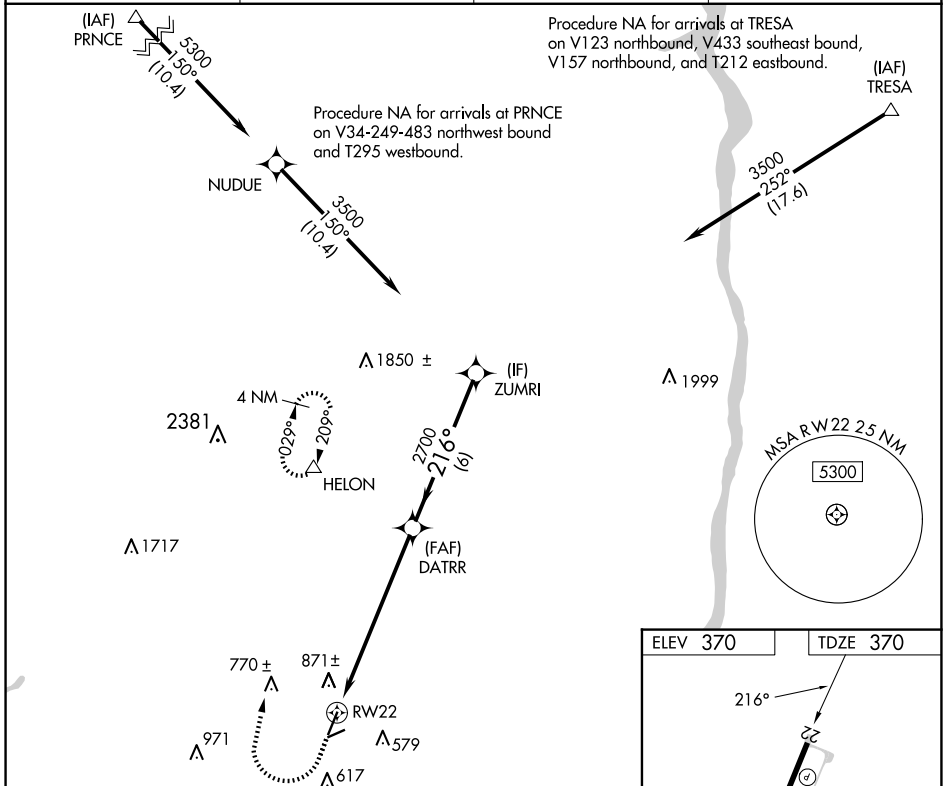 (IAF)
PRNCE
5300
150°
(10.4)
Procedure NA for arrivals at TRESA
on V123 northbound, V433 southeast bound,
V157 northbound, and T212 eastbound.
(IAF)
TRESA
Procedure NA for arrivals at PRNCE
on V34-249-483 northwest bound
and T295 westbound.
NUDUE
3500
150°
(10.4)
3500
252°
(17.6)
1850 ±
(IF)
ZUMRI
1999
4 NM
2381
029°
209°
HELON
2700
216°
(6)
MSA RW22 25 NM
5300
1717
(FAF)
DATRR
ELEV 370
TDZE 370
770 ±
871±
216°
RW22
22
971
579
P
617